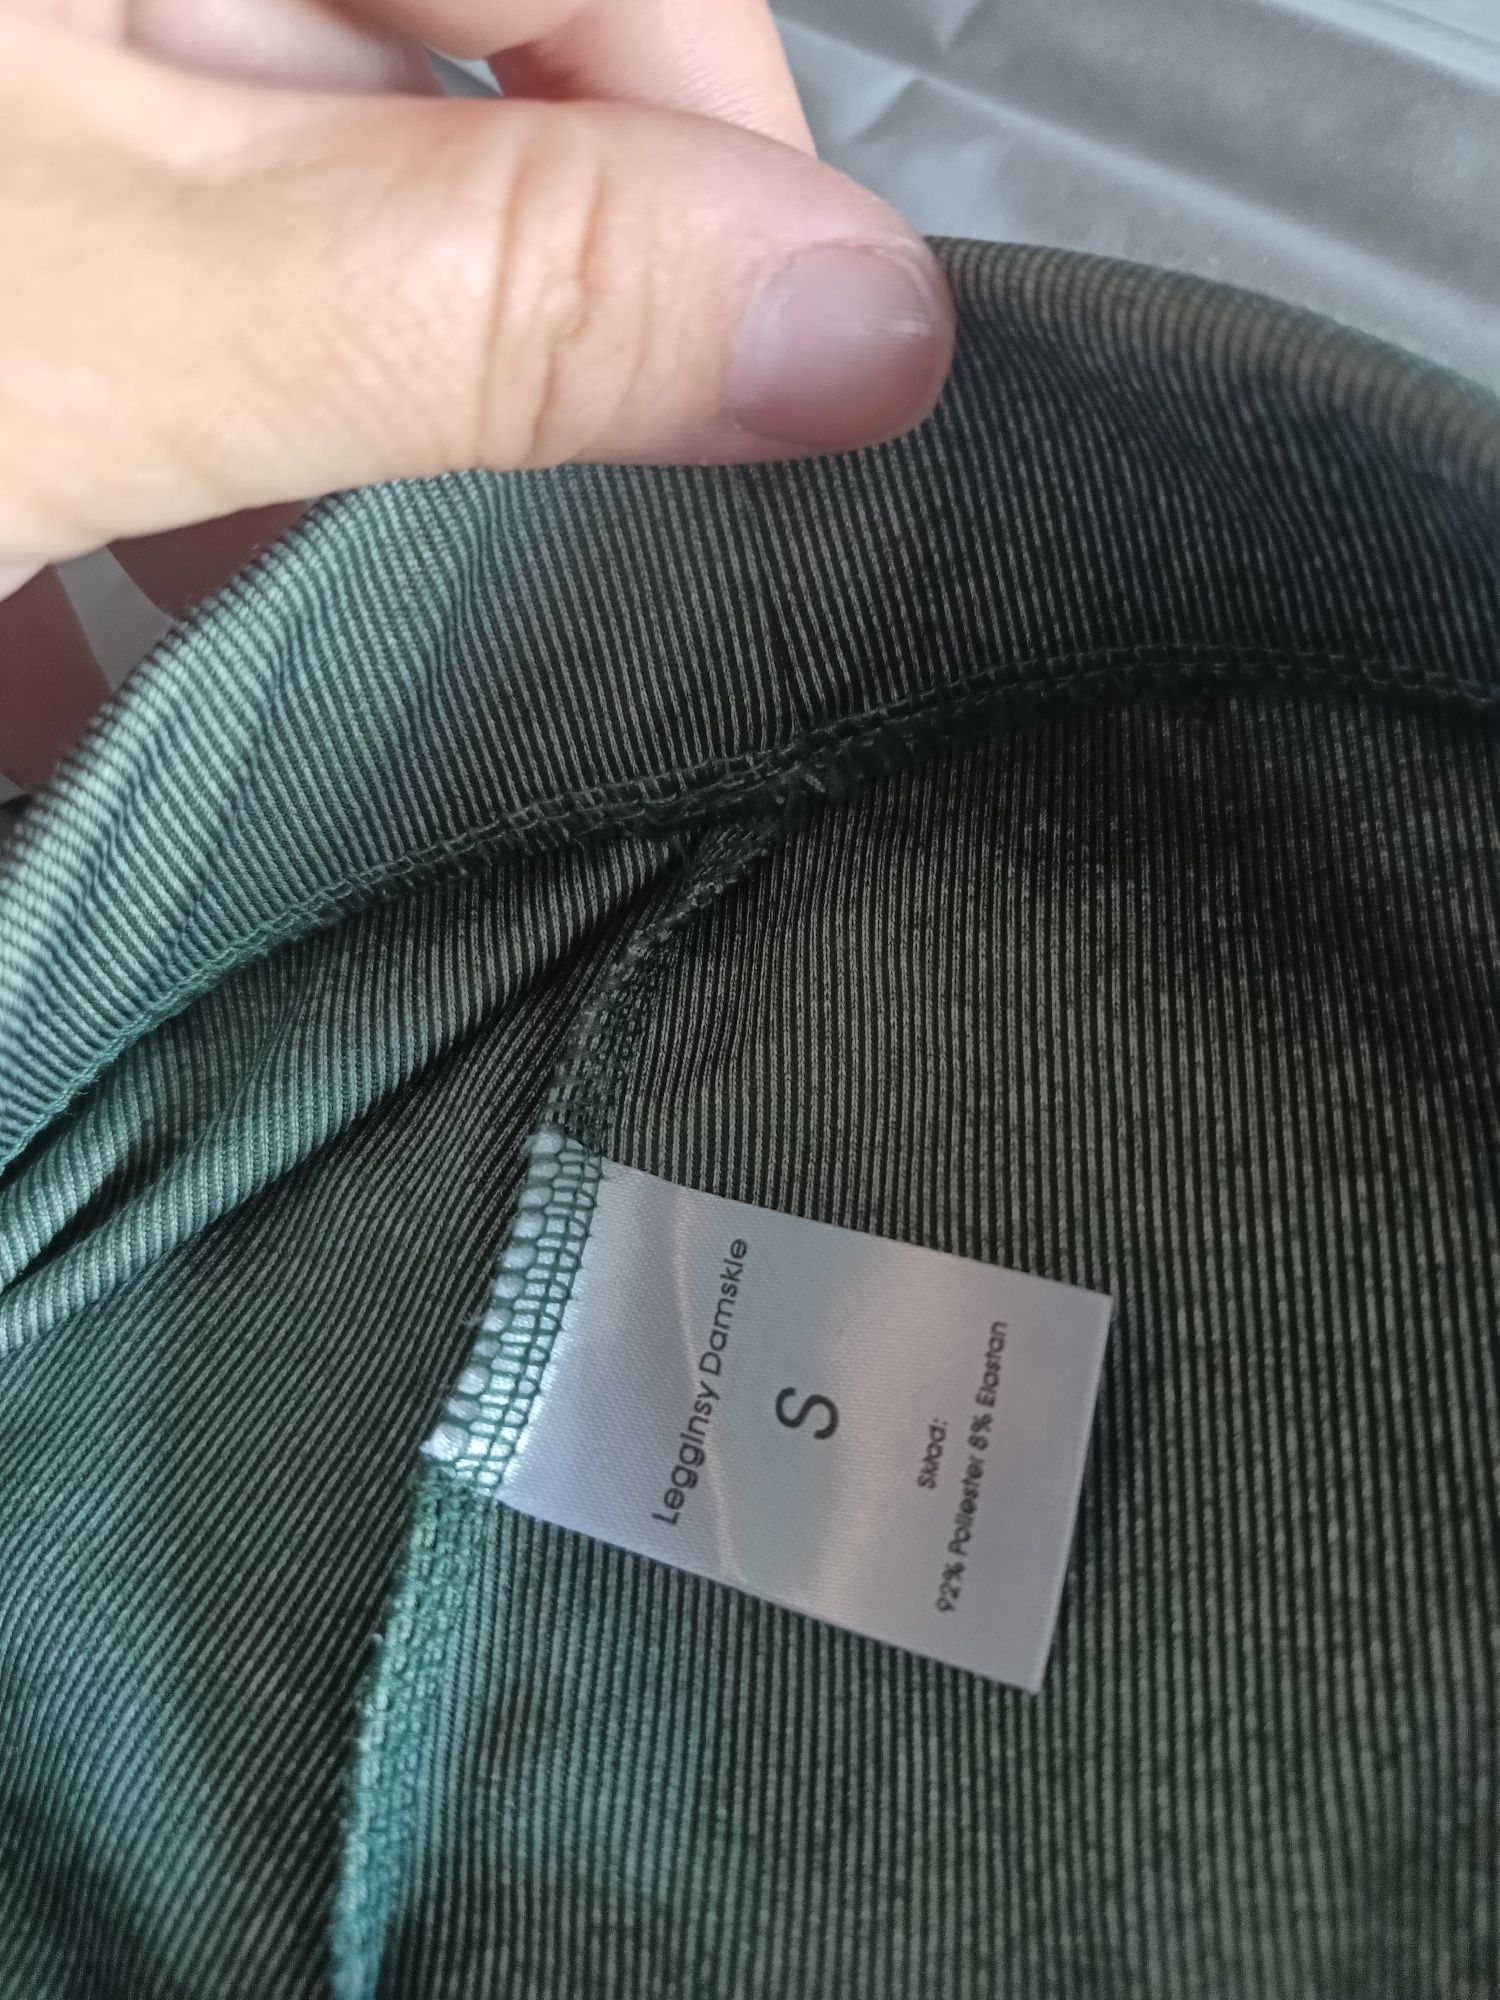 Legginsy Damskie
S
Skład:
92% Poliester 8% Elastan